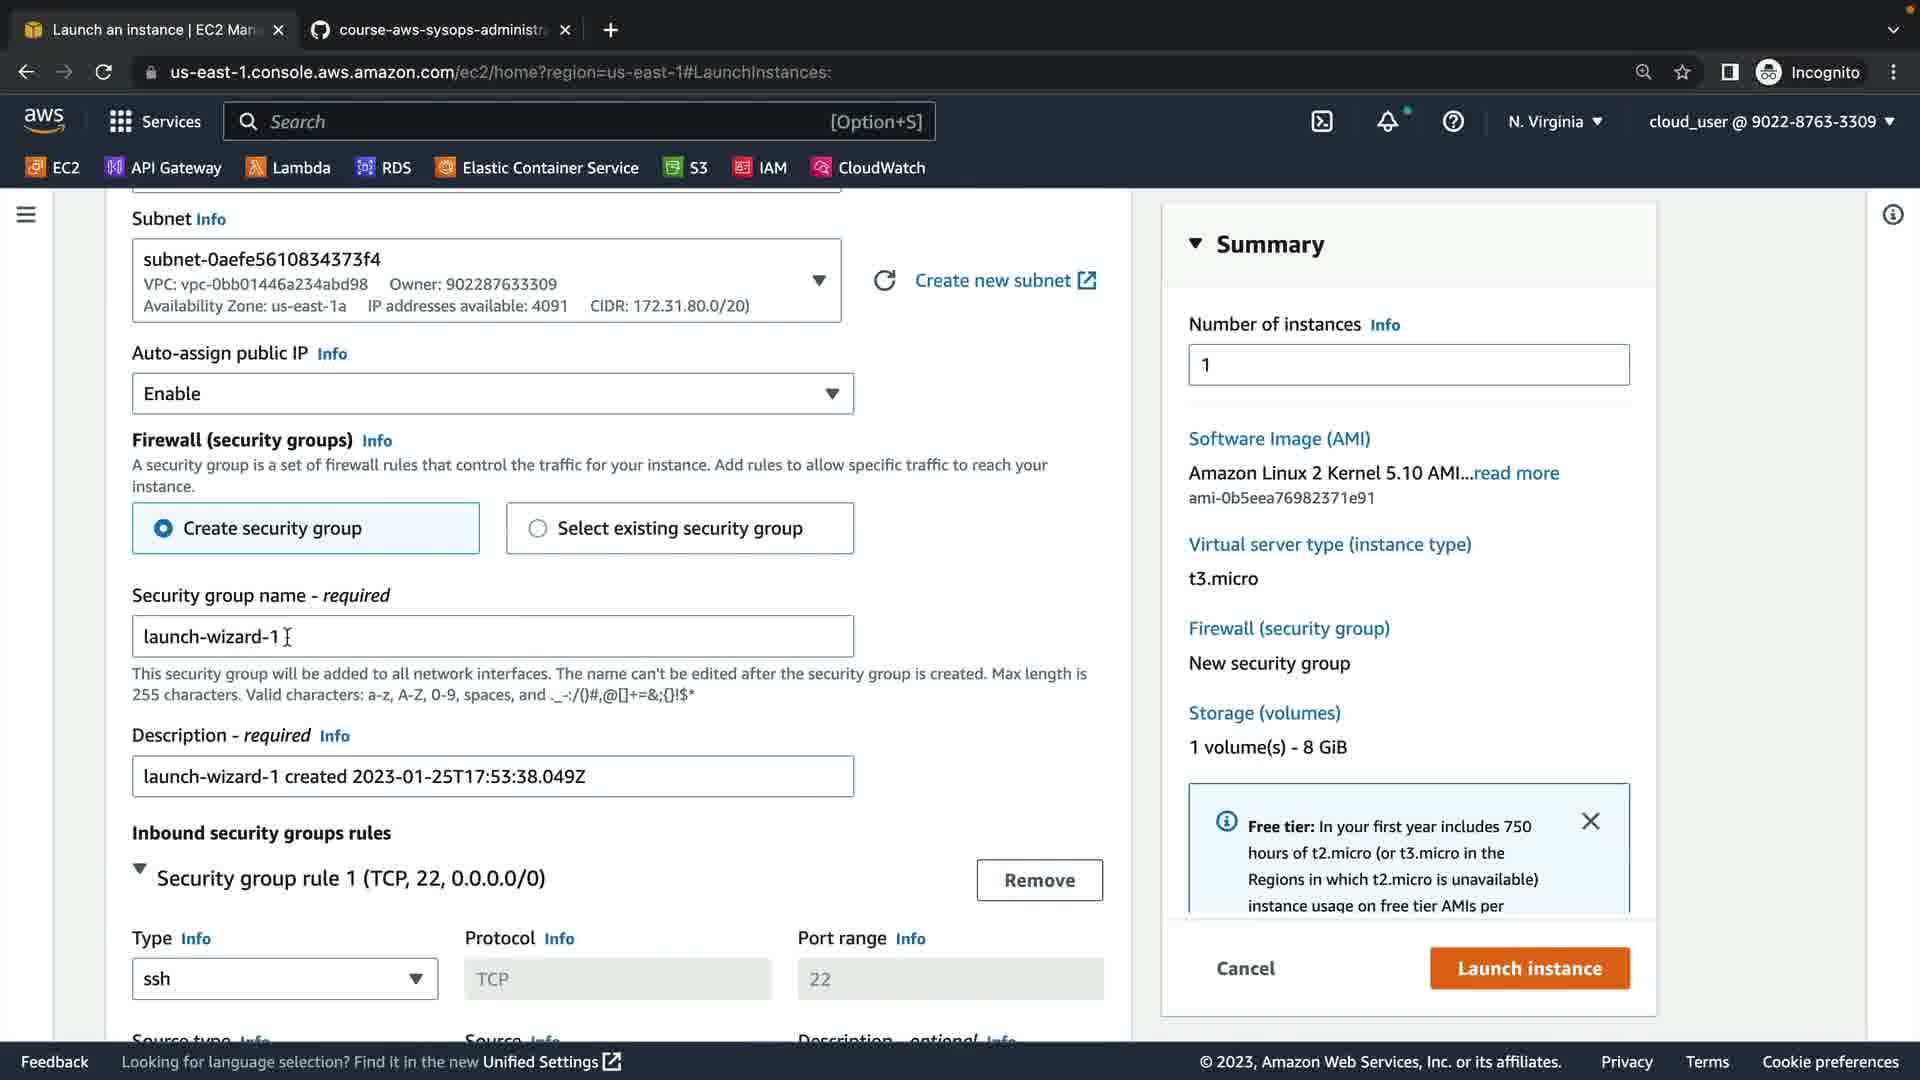 Launch an instance | EC2 Man
course-aws-sysops-administra
us-east-1.console.aws.amazon.com/ec2/home?region=us-east-1#LaunchInstances:
Incognito
aws
Services
Search
[Option+S]
N. Virginia
cloud_user @ 9022-8763-3309
EC2
API Gateway
Lambda
RDS
Elastic Container Service
S3
IAM
CloudWatch
Subnet Info
subnet-0aefe5610834373f4
VPC: vpc-0bb01446a234abd98 Owner: 902287633309
Availability Zone: us-east-1a IP addresses available: 4091 CIDR: 172.31.80.0/20)
Create new subnet
Auto-assign public IP Info
Enable
Firewall (security groups) Info
A security group is a set of firewall rules that control the traffic for your instance. Add rules to allow specific traffic to reach your
instance.
Create security group
Select existing security group
Security group name - required
launch-wizard-1
This security group will be added to all network interfaces. The name can't be edited after the security group is created. Max length is
255 characters. Valid characters: a-z, A-Z, 0-9, spaces, and ._-:/()#,@[]+=&;{}!$*
Description - required Info
launch-wizard-1 created 2023-01-25T17:53:38.049Z
Inbound security groups rules
Security group rule 1 (TCP, 22, 0.0.0.0/0)
Remove
Type Info
Protocol Info
Port range Info
ssh
TCP
22
Source type Info
Source Info
Description - optional Info
Summary
Number of instances Info
1
Software Image (AMI)
Amazon Linux 2 Kernel 5.10 AMI...read more
ami-0b5eea76982371e91
Virtual server type (instance type)
t3.micro
Firewall (security group)
New security group
Storage (volumes)
1 volume(s) - 8 GiB
Free tier: In your first year includes 750
hours of t2.micro (or t3.micro in the
Regions in which t2.micro is unavailable)
instance usage on free tier AMIs per
Cancel
Launch instance
Feedback
Looking for language selection? Find it in the new Unified Settings
© 2023, Amazon Web Services, Inc. or its affiliates.
Privacy
Terms
Cookie preferences